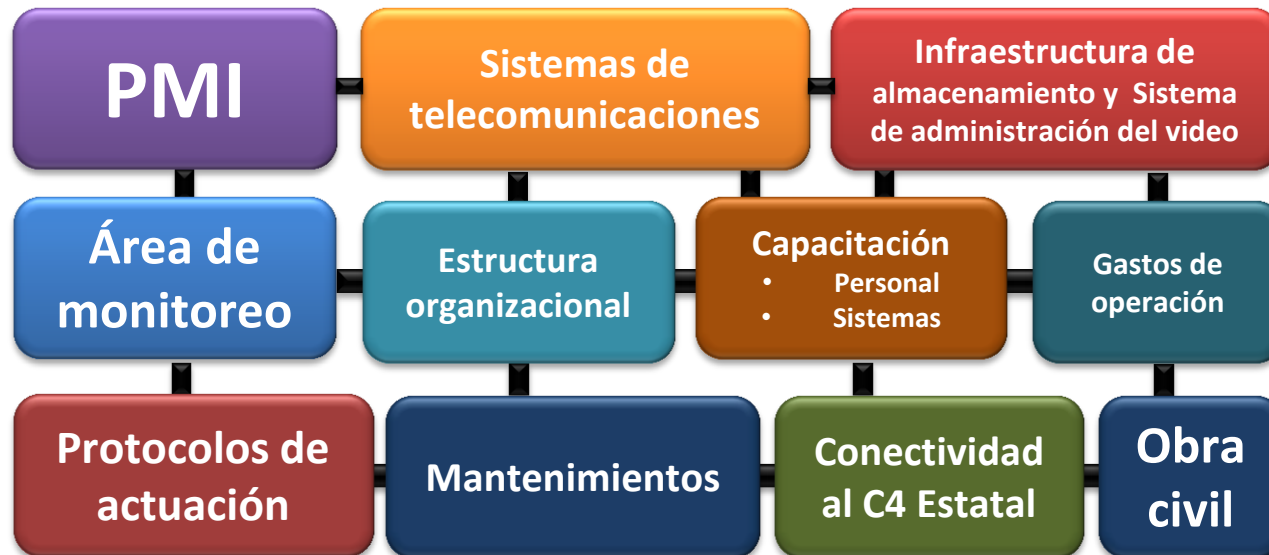 PMI
Sistemas de
telecomunicaciones
Infraestructura de
almacenamiento y Sistema
de administración del video
Área de
monitoreo
Estructura
organizacional
Capacitación
• Personal
• Sistemas
Gastos de
operación
Protocolos de
actuación
Mantenimientos
Conectividad
al C4 Estatal
Obra
civil